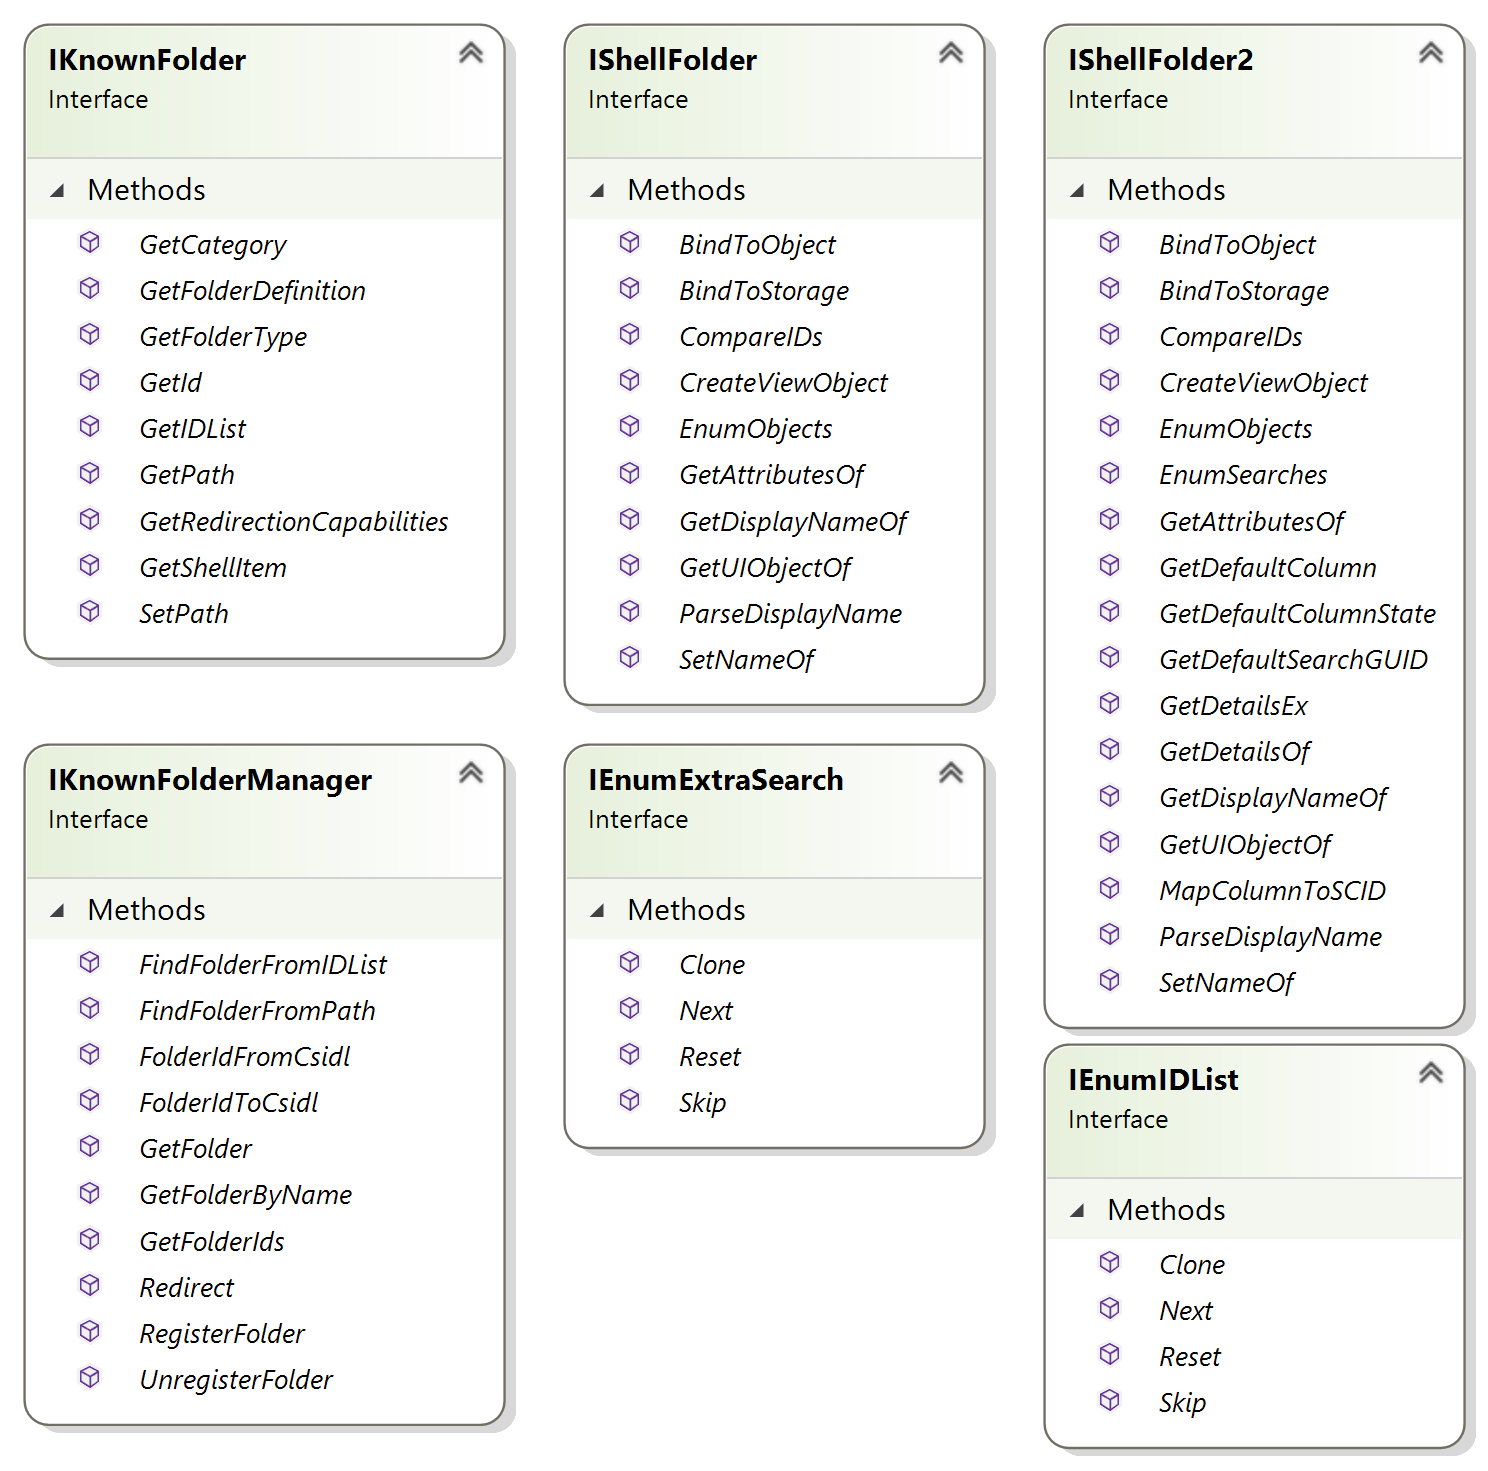 IKnownFolder
Interface
Methods
GetCategory
GetFolderDefinition
GetFolderType
GetId
GetIDList
GetPath
GetRedirectionCapabilities
GetShellItem
SetPath
IShellFolder
Interface
Methods
BindToObject
BindToStorage
CompareIDs
CreateViewObject
EnumObjects
GetAttributesOf
GetDisplayNameOf
GetUIObjectOf
ParseDisplayName
SetNameOf
IShellFolder2
Interface
Methods
BindToObject
BindToStorage
CompareIDs
CreateViewObject
EnumObjects
EnumSearches
GetAttributesOf
GetDefaultColumn
GetDefaultColumnState
GetDefaultSearchGUID
GetDetailsEx
GetDetailsOf
GetDisplayNameOf
GetUIObjectOf
MapColumnToSCID
ParseDisplayName
SetNameOf
IKnownFolderManager
Interface
Methods
FindFolderFromIDList
FindFolderFromPath
FolderIdFromCsidl
FolderIdToCsidl
GetFolder
GetFolderByName
GetFolderIds
Redirect
RegisterFolder
UnregisterFolder
IEnumExtraSearch
Interface
Methods
Clone
Next
Reset
Skip
IEnumIDList
Interface
Methods
Clone
Next
Reset
Skip